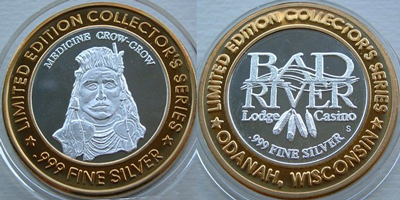 LIMITED EDITION COLLECTOR'S SERIES
MEDICINE CROW-CROW
.999 FINE SILVER
LIMITED EDITION COLLECTOR'S SERIES
BAD
RIVER
Lodge Casino
.999 FINE SILVER
S
ODANAH, WISCONSIN